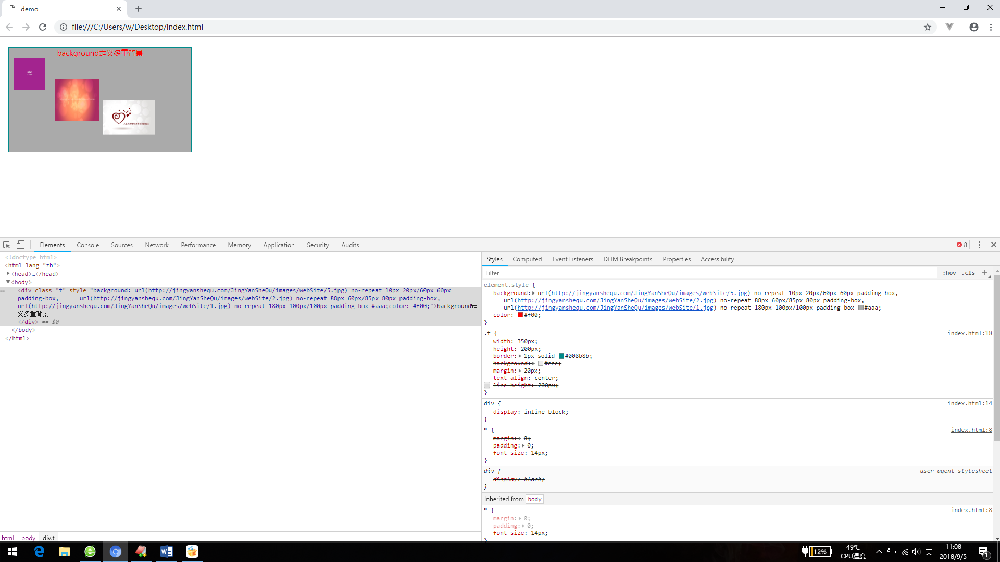 demo
file:///C:/Users/w/Desktop/index.html
background定义多重背景
Elements Console Sources Network Performance Memory Application Security Audits 8
<!doctype html>
<html lang="zh">
<head>…</head>
<body>
<div class="t" style="background: url(http://jingyanshequ.com/JingYanSheQu/images/webSite/5.jpg) no-repeat 10px 20px/60px 60px
padding-box, url(http://jingyanshequ.com/JingYanSheQu/images/webSite/2.jpg) no-repeat 88px 60px/85px 80px padding-box,
url(http://jingyanshequ.com/JingYanSheQu/images/webSite/1.jpg) no-repeat 180px 100px/100px padding-box #aaa;color: #f00;">background定
义多重背景
</div> == $0
</body>
</html>
html body div.t
Styles Computed Event Listeners DOM Breakpoints Properties Accessibility
Filter :hov .cls +
element.style {
background: url(http://jingyanshequ.com/JingYanSheQu/images/webSite/5.jpg) no-repeat 10px 20px/60px 60px padding-box,
url(http://jingyanshequ.com/JingYanSheQu/images/webSite/2.jpg) no-repeat 88px 60px/85px 80px padding-box,
url(http://jingyanshequ.com/JingYanSheQu/images/webSite/1.jpg) no-repeat 180px 100px/100px padding-box #aaa;
color: #f00;
}
.t { index.html:18
width: 350px;
height: 200px;
border: 1px solid #008b8b;
background: #eee;
margin: 20px;
text-align: center;
line-height: 200px;
}
div { index.html:14
display: inline-block;
}
* { index.html:8
margin: 0;
padding: 0;
font-size: 14px;
}
div { user agent stylesheet
display: block;
}
Inherited from body
* { index.html:8
margin: 0;
padding: 0;
font-size: 14px;
}
12% 49℃ 英 11:08
CPU温度 2018/9/5 1